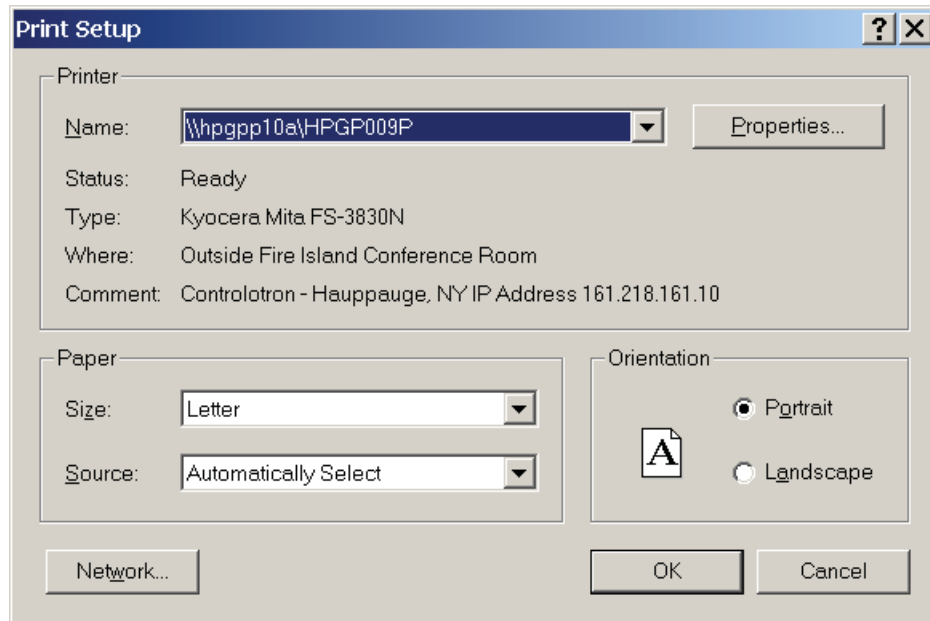 Print Setup
Printer
Name: \\hpgpp10a\HPGP009P Properties...
Status: Ready
Type: Kyocera Mita FS-3830N
Where: Outside Fire Island Conference Room
Comment: Controlotron - Hauppauge, NY IP Address 161.218.161.10
Paper
Size: Letter
Source: Automatically Select
Orientation
A
Portrait
Landscape
Network... OK Cancel